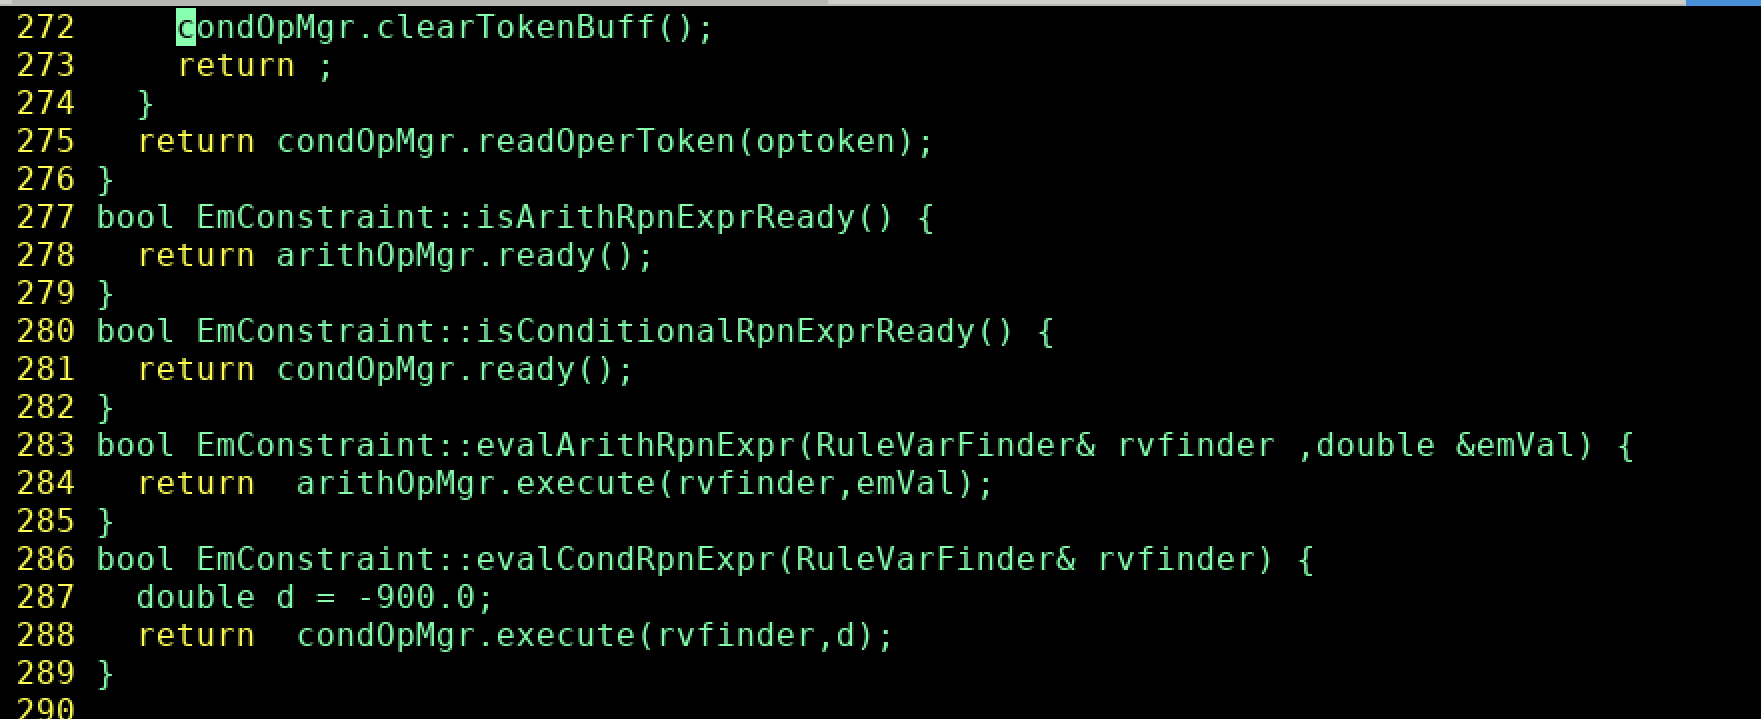 272     condOpMgr.clearTokenBuff();
273     return ;
274   }
275   return condOpMgr.readOperToken(optoken);
276 }
277 bool EmConstraint::isArithRpnExprReady() {
278   return arithOpMgr.ready();
279 }
280 bool EmConstraint::isConditionalRpnExprReady() {
281   return condOpMgr.ready();
282 }
283 bool EmConstraint::evalArithRpnExpr(RuleVarFinder& rvfinder ,double &emVal) {
284   return  arithOpMgr.execute(rvfinder,emVal);
285 }
286 bool EmConstraint::evalCondRpnExpr(RuleVarFinder& rvfinder) {
287   double d = -900.0;
288   return  condOpMgr.execute(rvfinder,d);
289 }
290